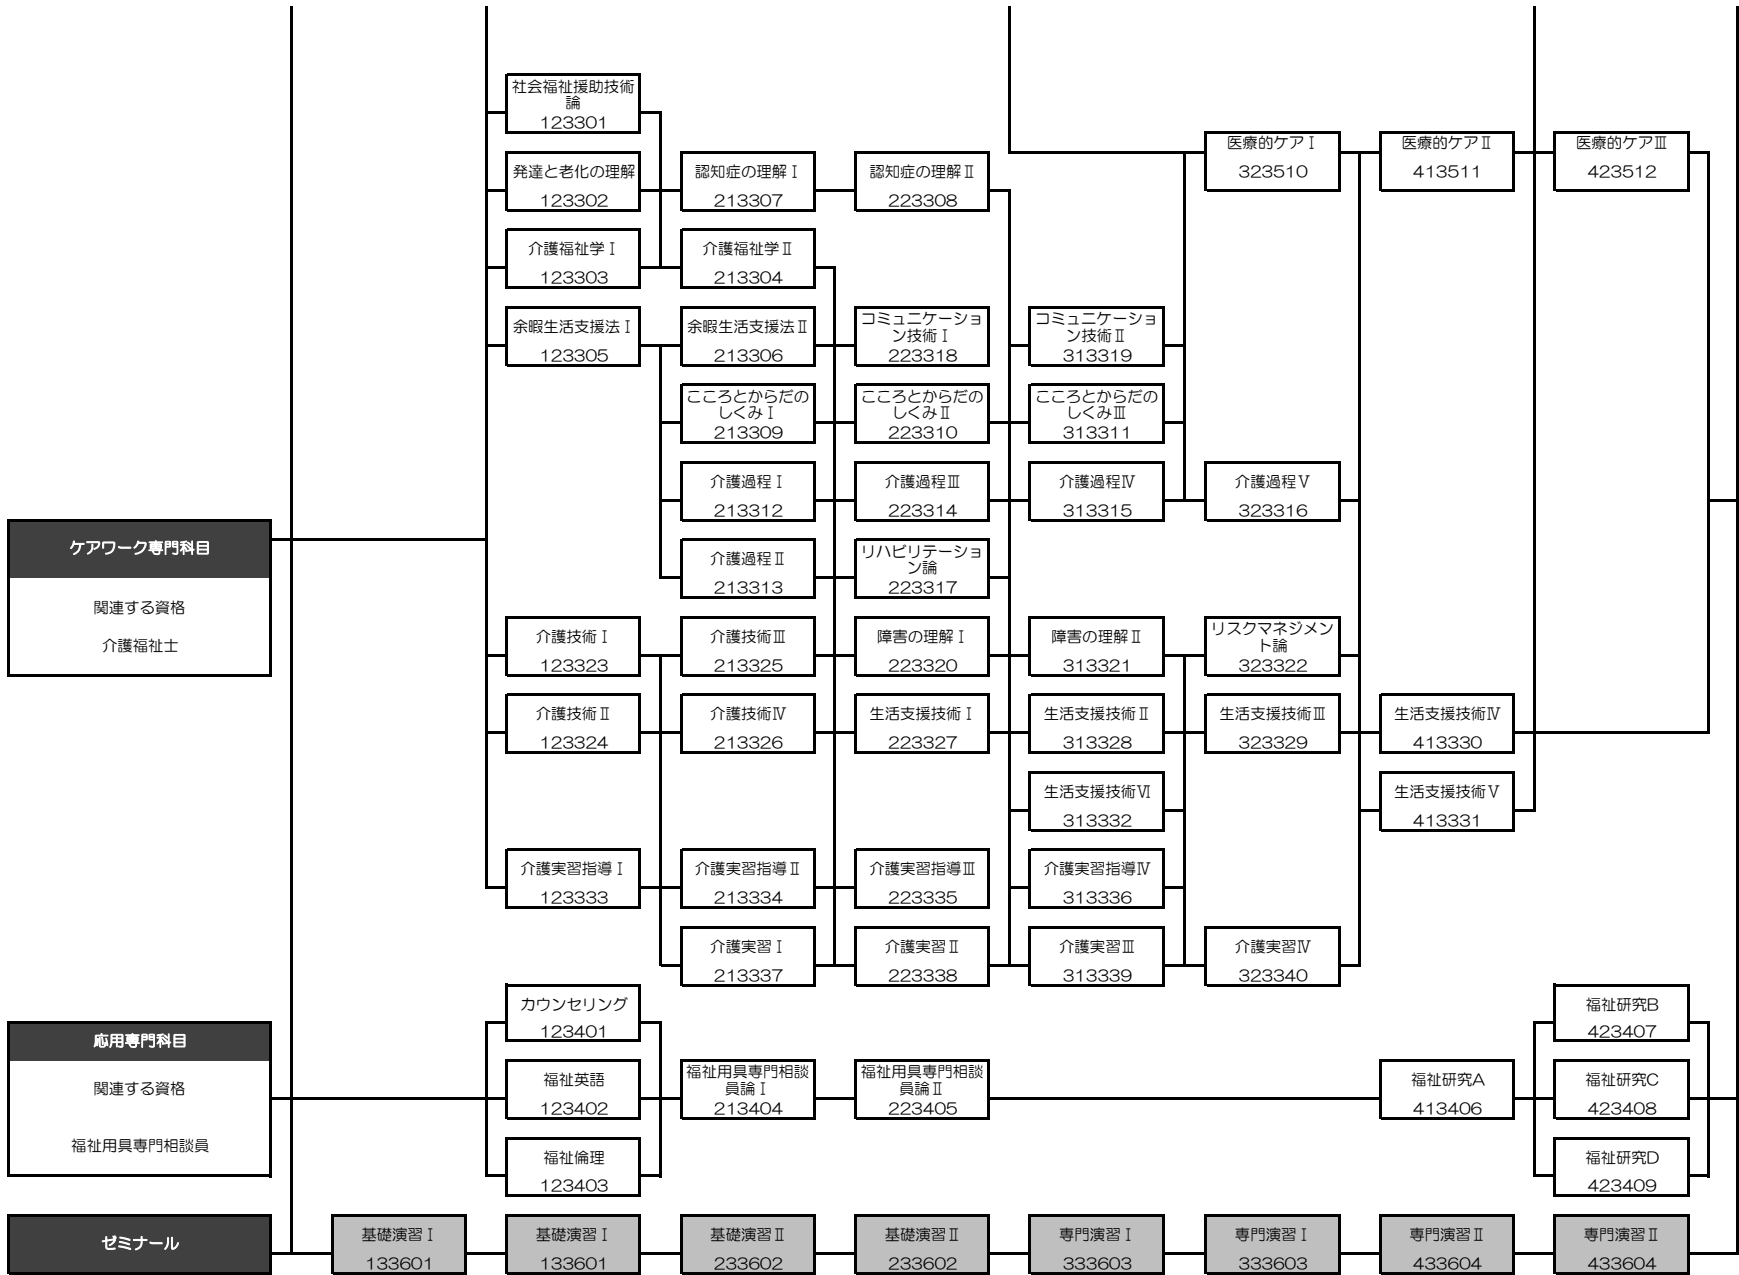 社会福祉援助技術
論
123301
医療的ケアⅠ
323510
医療的ケアⅡ
413511
医療的ケアⅢ
423512
発達と老化の理解
123302
認知症の理解Ⅰ
213307
認知症の理解Ⅱ
223308
介護福祉学Ⅰ
123303
介護福祉学Ⅱ
213304
余暇生活支援法Ⅰ
123305
余暇生活支援法Ⅱ
213306
コミュニケーショ
ン技術Ⅰ
223318
コミュニケーショ
ン技術Ⅱ
313319
こころとからだの
しくみⅠ
213309
こころとからだの
しくみⅡ
223310
こころとからだの
しくみⅢ
313311
介護過程Ⅰ
213312
介護過程Ⅲ
223314
介護過程Ⅳ
313315
介護過程Ⅴ
323316
ケアワーク専門科目
関連する資格
介護福祉士
介護過程Ⅱ
213313
リハビリテーショ
ン論
223317
介護技術Ⅰ
123323
介護技術Ⅲ
213325
障害の理解Ⅰ
223320
障害の理解Ⅱ
313321
リスクマネジメン
ト論
323322
介護技術Ⅱ
123324
介護技術Ⅳ
213326
生活支援技術Ⅰ
223327
生活支援技術Ⅱ
313328
生活支援技術Ⅲ
323329
生活支援技術Ⅳ
413330
生活支援技術Ⅵ
313332
生活支援技術Ⅴ
413331
介護実習指導Ⅰ
123333
介護実習指導Ⅱ
213334
介護実習指導Ⅲ
223335
介護実習指導Ⅳ
313336
介護実習Ⅰ
213337
介護実習Ⅱ
223338
介護実習Ⅲ
313339
介護実習Ⅳ
323340
応用専門科目
関連する資格
福祉用具専門相談員
カウンセリング
123401
福祉研究B
423407
福祉英語
123402
福祉用具専門相談
員論Ⅰ
213404
福祉用具専門相談
員論Ⅱ
223405
福祉研究A
413406
福祉研究C
423408
福祉倫理
123403
福祉研究D
423409
ゼミナール
基礎演習Ⅰ
133601
基礎演習Ⅰ
133601
基礎演習Ⅱ
233602
基礎演習Ⅱ
233602
専門演習Ⅰ
333603
専門演習Ⅰ
333603
専門演習Ⅱ
433604
専門演習Ⅱ
433604